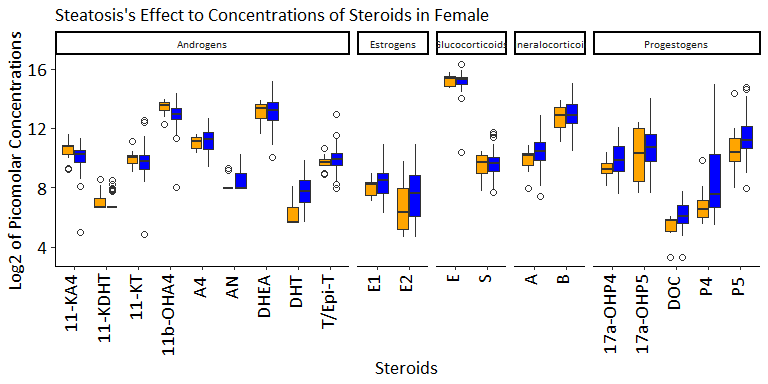 Steatosis's Effect to Concentrations of Steroids in Female
Androgens
Estrogens
Glucocorticoids
neralocorticoi
Progestogens
Log2 of Picomolar Concentrations
16
12
8
4
11-KA4
11-KDHT
11-KT
11b-OHA4
A4
AN
DHEA
DHT
T/Epi-T
E1
E2
E
S
A
B
17a-OHP4
17a-OHP5
DOC
P4
P5
Steroids